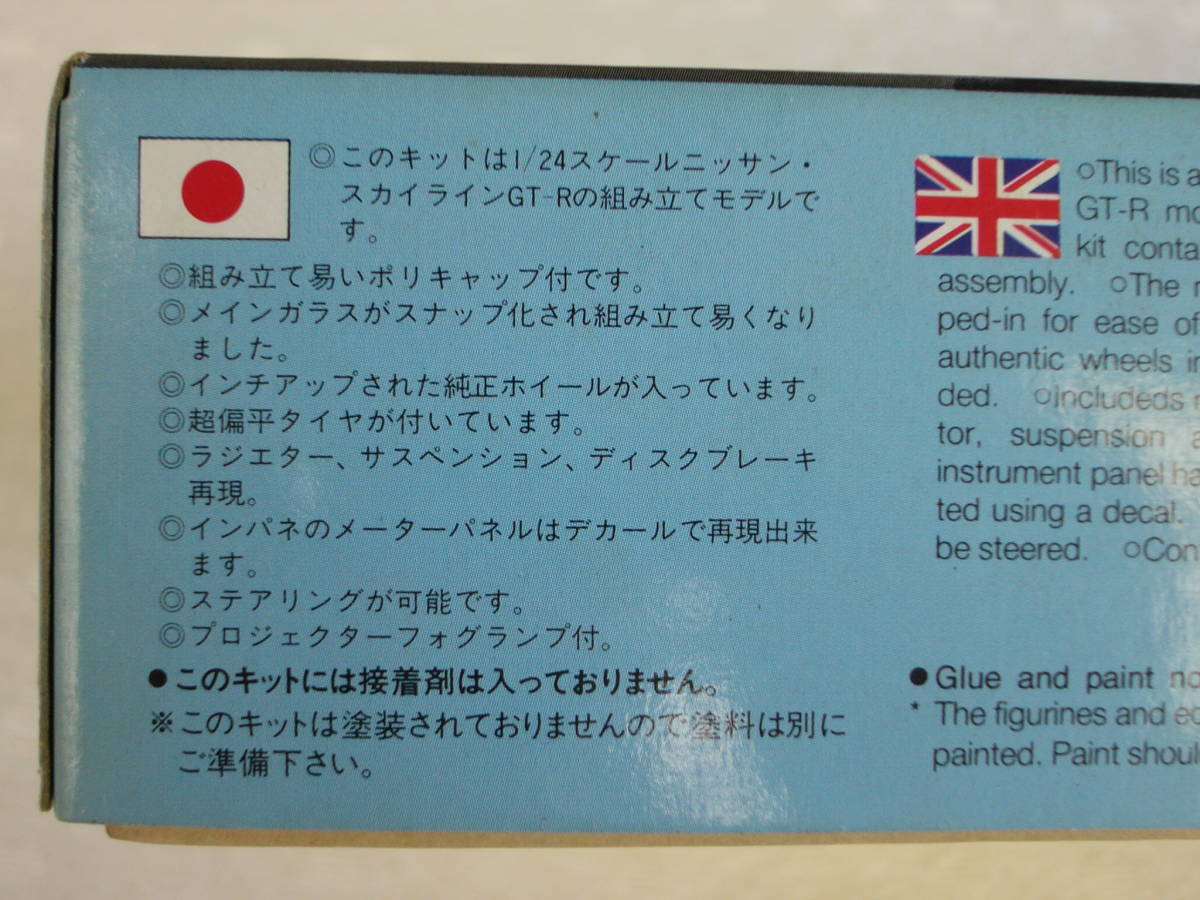 ◎このキットは1/24スケールニッサン・
スカイラインGT-Rの組み立てモデルで
す。
◎組み立て易いポリキャップ付です。
◎メインガラスがスナップ化され組み立て易くなり
ました。
◎インチアップされた純正ホイールが入っています。
◎超偏平タイヤが付いています。
◎ラジエター、サスペンション、ディスクブレーキ
再現。
◎インパネのメーターパネルはデカールで再現出来
ます。
◎ステアリングが可能です。
◎プロジェクターフォグランプ付。
●このキットには接着剤は入っておりません。
※このキットは塗装されておりませんので塗料は別に
ご準備下さい。
○This is a
GT-R mo
kit conta
assembly. ○The
ped-in for ease of
authentic wheels in
ded. ○Includeds
tor, suspension a
instrument panel ha
ted using a decal.
be steered. ○Con
● Glue and paint no
* The figurines and
painted. Paint shoul